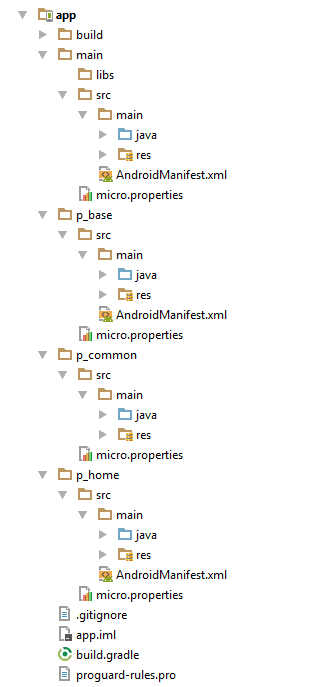 app
build
main
libs
src
main
java
res
AndroidManifest.xml
micro.properties
p_base
src
main
java
res
AndroidManifest.xml
micro.properties
p_common
src
main
java
res
micro.properties
p_home
src
main
java
res
AndroidManifest.xml
micro.properties
.gitignore
app.iml
build.gradle
proguard-rules.pro